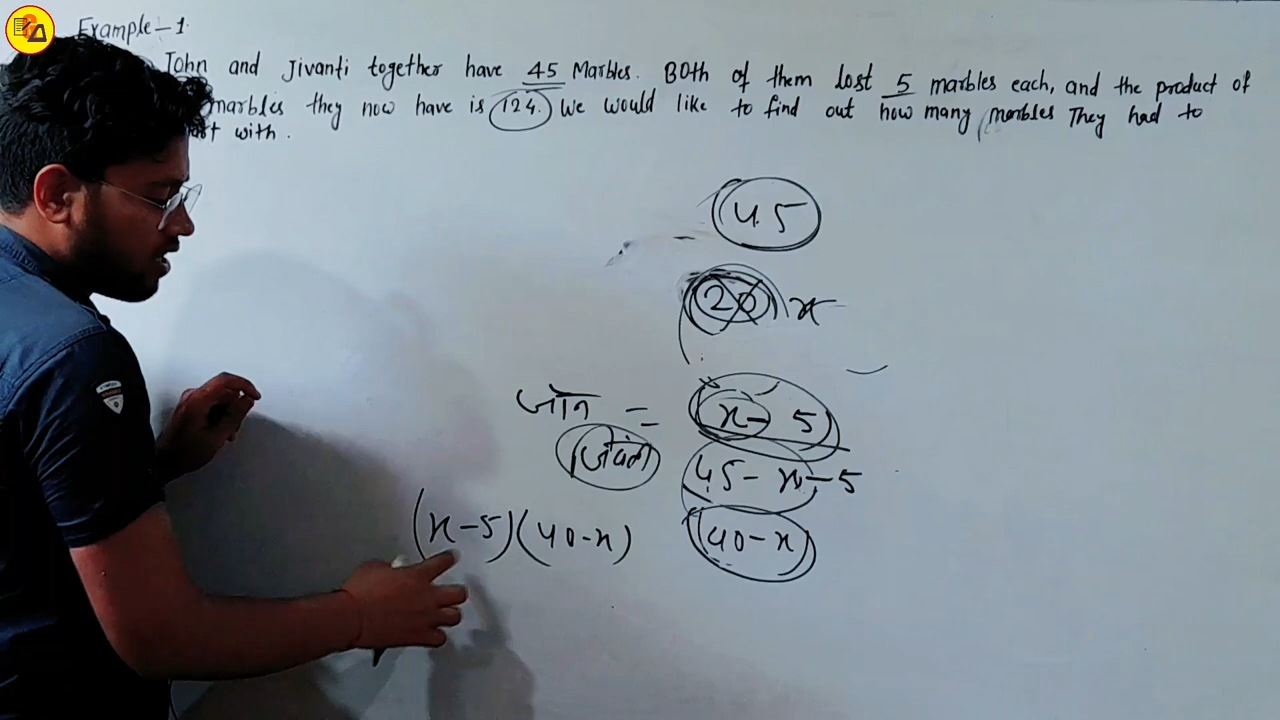 Example-1.
John and Jivanti together have 45 Marbles. Both of them lost 5 marbles each, and the product of
marbles they now have is 124. We would like to find out how many marbles They had to
with.
45
20 x
जॉन = x - 5
जिवंती 45 - x - 5
(x-5)(40-x) 40-x